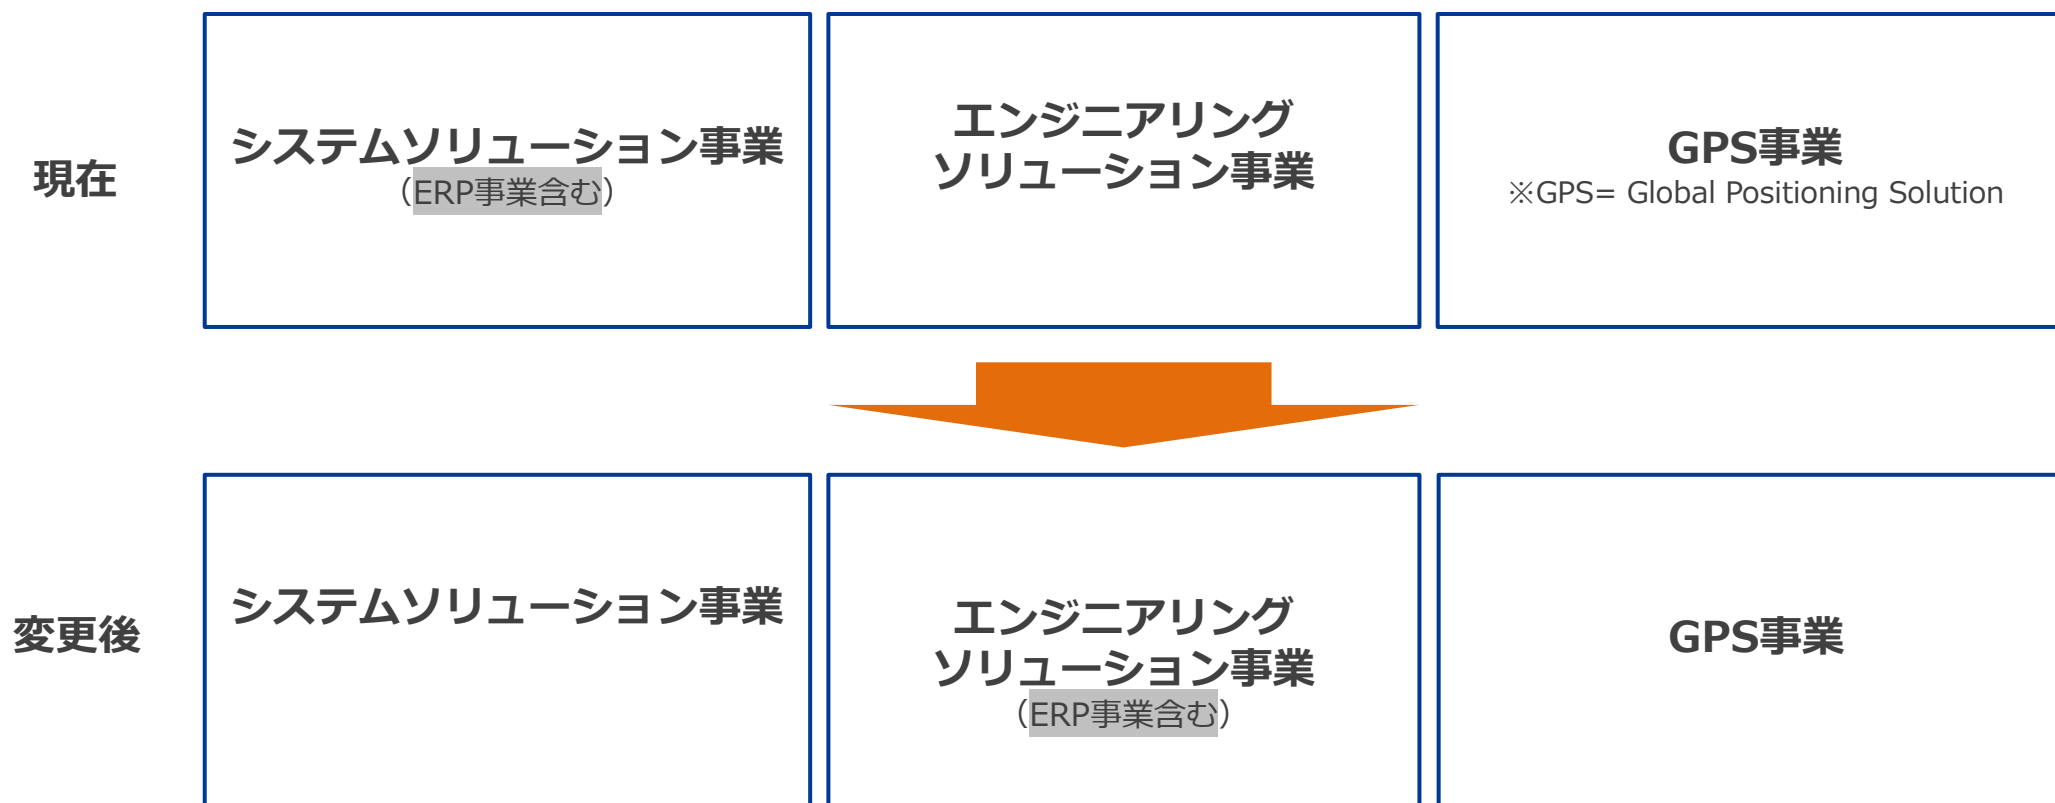 現在
システムソリューション事業
（ERP事業含む）
エンジニアリング
ソリューション事業
GPS事業
※GPS= Global Positioning Solution
変更後
システムソリューション事業
エンジニアリング
ソリューション事業
（ERP事業含む）
GPS事業